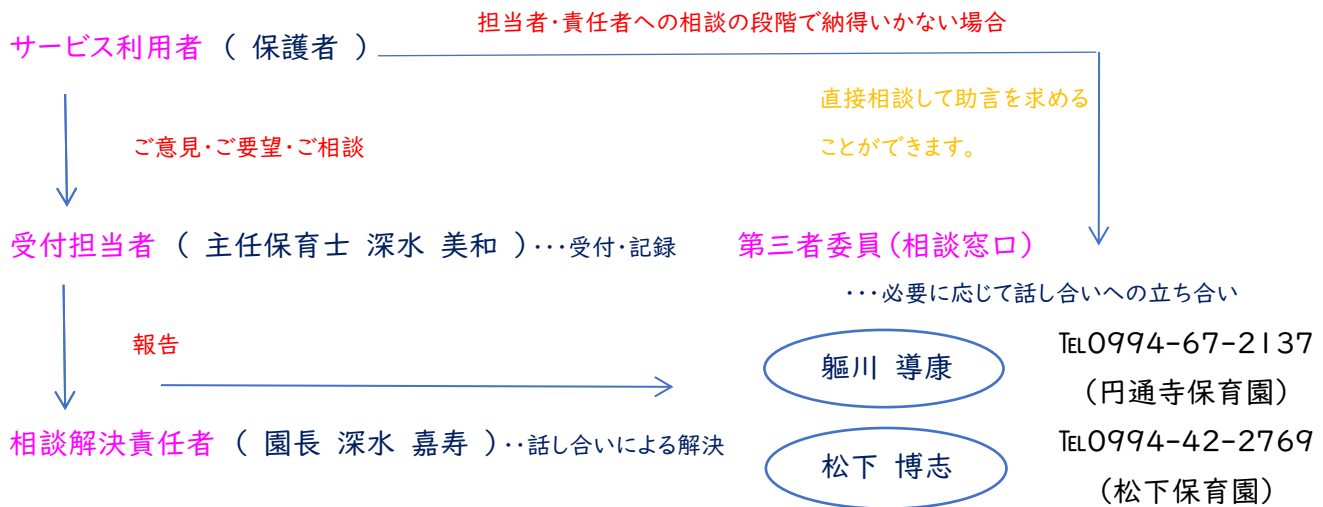 担当者・責任者への相談の段階で納得いかない場合
サービス利用者 ( 保護者 )
直接相談して助言を求める
ことができます。
ご意見・ご要望・ご相談
受付担当者 ( 主任保育士 深水 美和 )・・・受付・記録
第三者委員(相談窓口)
・・・必要に応じて話し合いへの立ち合い
報告
軀川 導康
℡0994-67-2137
(円通寺保育園)
相談解決責任者 ( 園長 深水 嘉寿 )・・話し合いによる解決
松下 博志
℡0994-42-2769
(松下保育園)